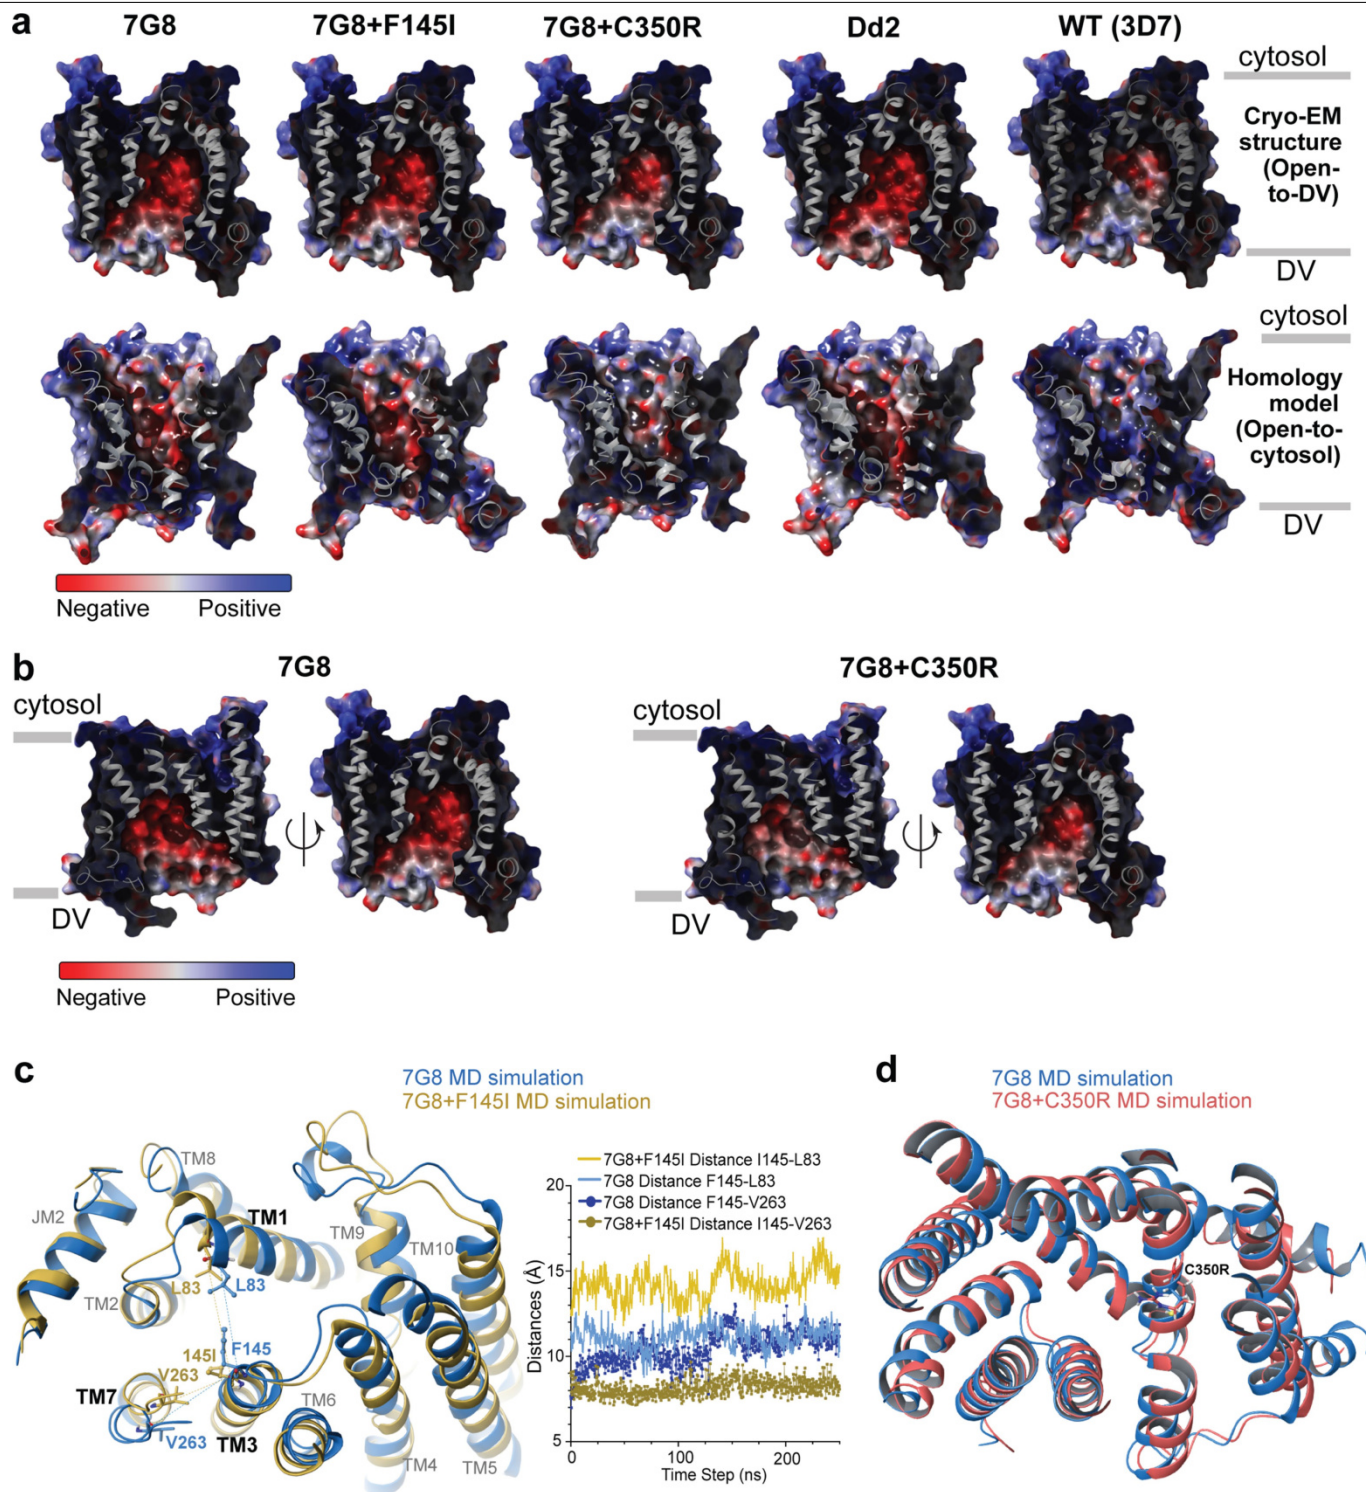 a
7G8
7G8+F145I
7G8+C350R
Dd2
WT (3D7)
cytosol
Cryo-EM
structure
(Open-
to-DV)
DV
cytosol
Homology
model
(Open-to-
cytosol)
DV
Negative
Positive
b
7G8
7G8+C350R
cytosol
DV
cytosol
DV
Negative
Positive
c
7G8 MD simulation
7G8+F145I MD simulation
TM8
JM2
TM1
TM9
TM10
L83
L83
TM2
145I
F145
V263
TM7
TM6
V263
TM3
TM4
TM5
7G8+F145I Distance I145-L83
7G8 Distance F145-L83
7G8 Distance F145-V263
7G8+F145I Distance I145-V263
20
15
10
5
Distances (Å)
0
100
200
Time Step (ns)
d
7G8 MD simulation
7G8+C350R MD simulation
C350R